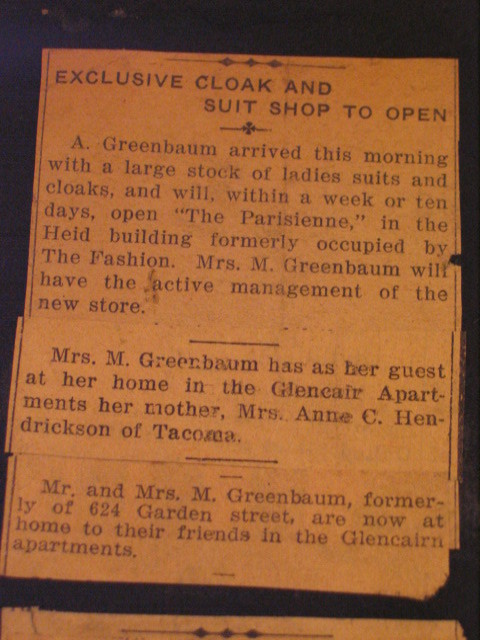 EXCLUSIVE CLOAK AND
SUIT SHOP TO OPEN
A. Greenbaum arrived this morning
with a large stock of ladies suits and
cloaks, and will, within a week or ten
days, open "The Parisienne," in the
Heid building formerly occupied by
The Fashion. Mrs. M. Greenbaum will
have the active management of the
new store.
Mrs. M. Greenbaum has as her guest
at her home in the Glencair Apart-
ments her mother, Mrs. Anne C. Hen-
drickson of Tacoma.
Mr. and Mrs. M. Greenbaum, former-
ly of 624 Garden street, are now at
home to their friends in the Glencairn
apartments.